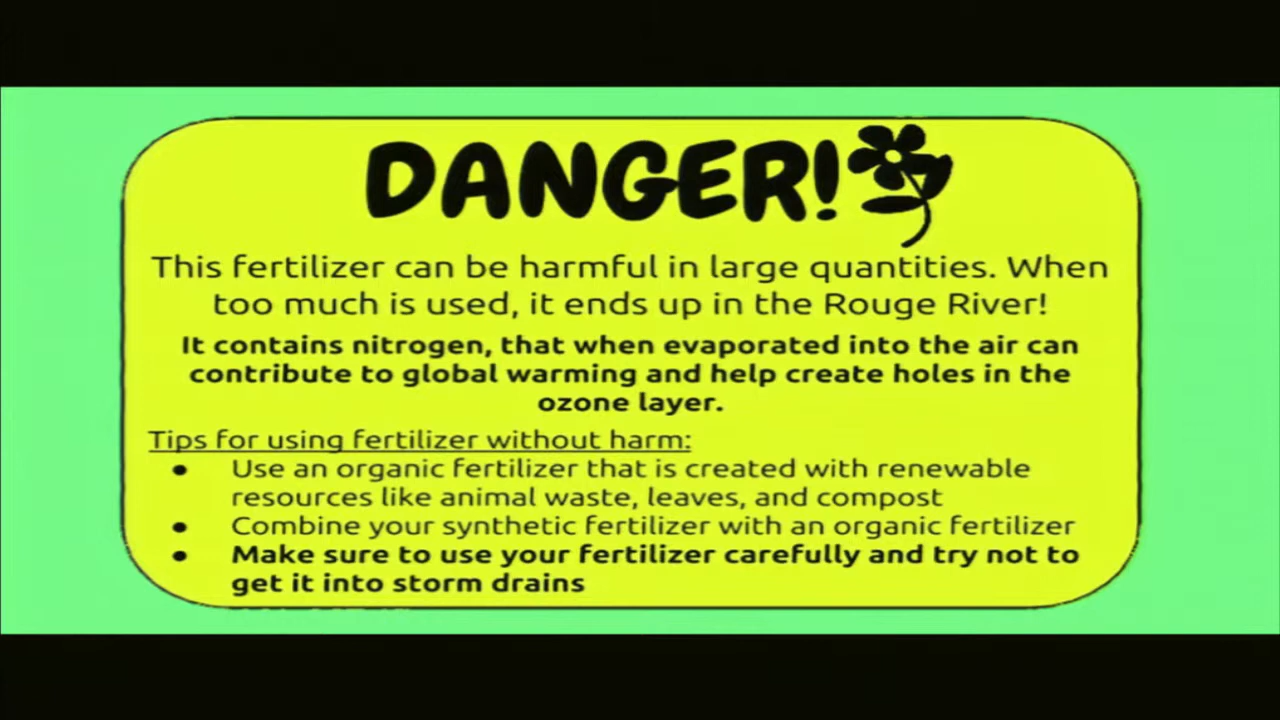 DANGER!
This fertilizer can be harmful in large quantities. When
too much is used, it ends up in the Rouge River!
It contains nitrogen, that when evaporated into the air can
contribute to global warming and help create holes in the
ozone layer.
Tips for using fertilizer without harm:
● Use an organic fertilizer that is created with renewable
resources like animal waste, leaves, and compost
● Combine your synthetic fertilizer with an organic fertilizer
● Make sure to use your fertilizer carefully and try not to
get it into storm drains